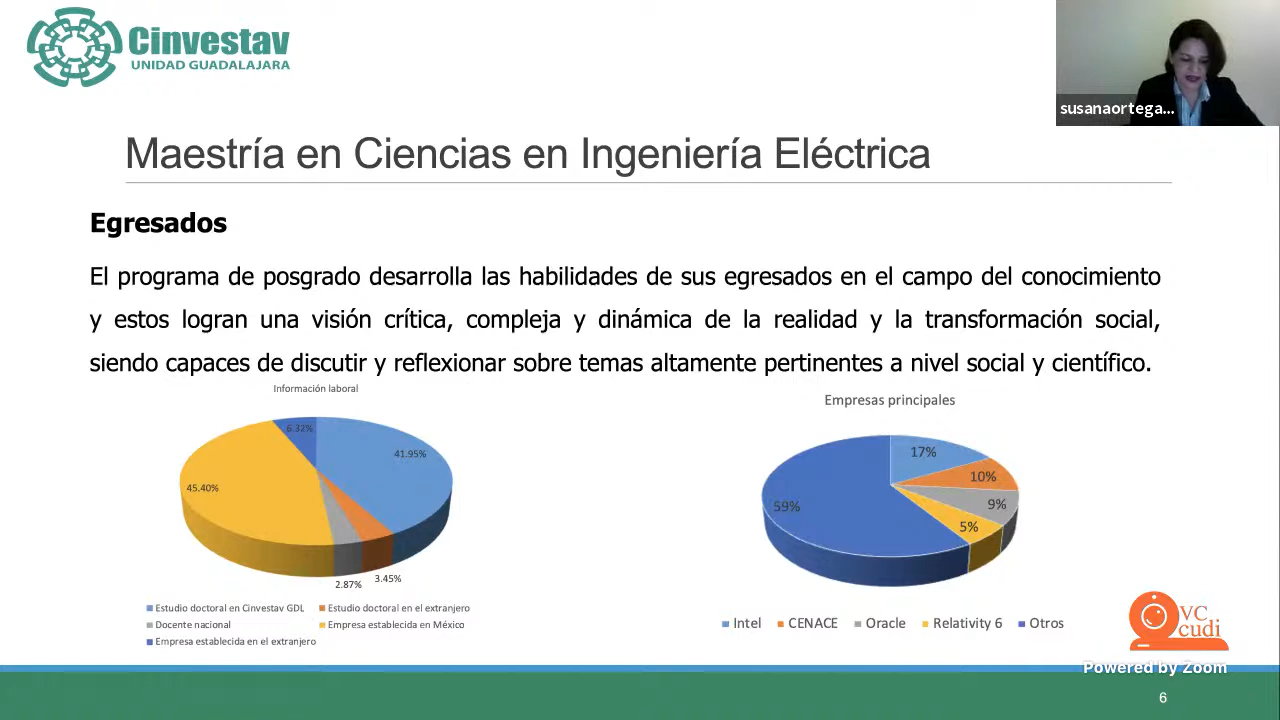 Cinvestav
UNIDAD GUADALAJARA
susanaortega...
Maestría en Ciencias en Ingeniería Eléctrica
Egresados
El programa de posgrado desarrolla las habilidades de sus egresados en el campo del conocimiento
y estos logran una visión crítica, compleja y dinámica de la realidad y la transformación social,
siendo capaces de discutir y reflexionar sobre temas altamente pertinentes a nivel social y científico.
Información laboral
6.32%
41.95%
45.40%
2.87%
3.45%
Estudio doctoral en Cinvestav GDL
Estudio doctoral en el extranjero
Docente nacional
Empresa establecida en México
Empresa establecida en el extranjero
Empresas principales
17%
10%
59%
9%
5%
Intel
CENACE
Oracle
Relativity 6
Otros
VC
cudi
Powered by Zoom
6